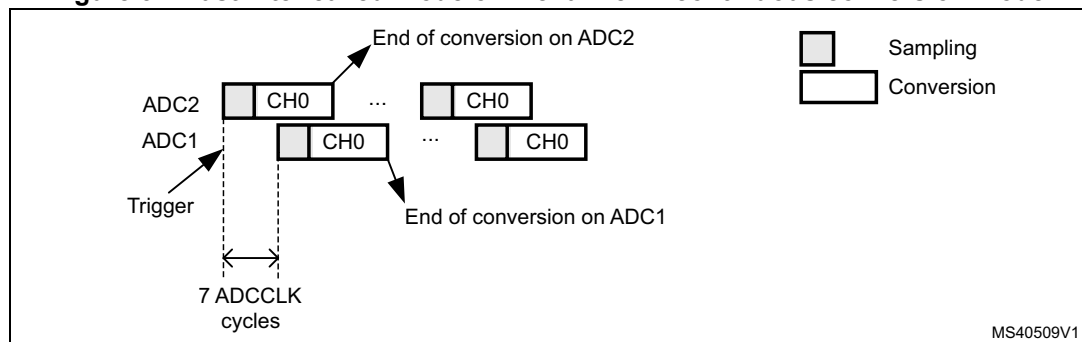 End of conversion on ADC2
Sampling
Conversion
ADC2
CH0
...
CH0
ADC1
CH0
...
CH0
Trigger
End of conversion on ADC1
7 ADCCLK
cycles
MS40509V1